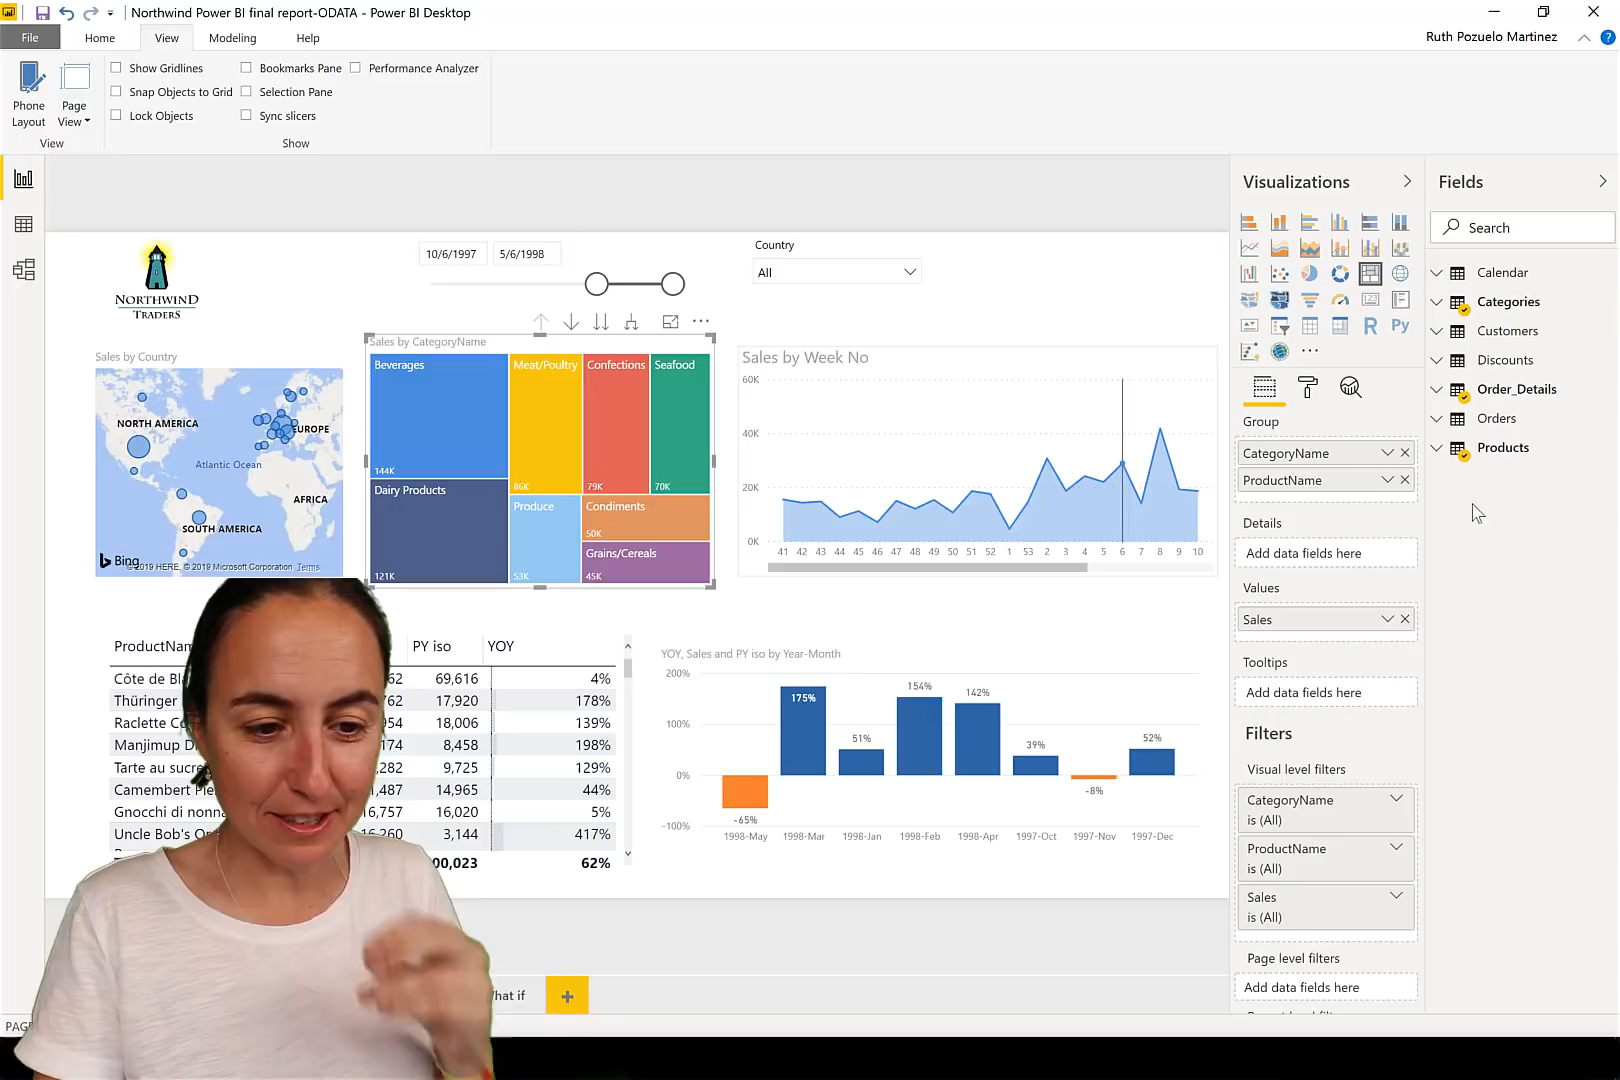 Northwind Power BI final report-ODATA - Power BI Desktop
File
Home
View
Modeling
Help
Ruth Pozuelo Martinez
?
Phone
Layout
Page
View
Show Gridlines
Snap Objects to Grid
Lock Objects
Bookmarks Pane
Selection Pane
Sync slicers
Performance Analyzer
View
Show
NORTHWIND
TRADERS
10/6/1997
5/6/1998
Country
All
Sales by Country
NORTH AMERICA
EUROPE
Atlantic Ocean
AFRICA
SOUTH AMERICA
Bing
© 2019 HERE, © 2019 Microsoft Corporation Terms
Sales by CategoryName
Beverages
144K
Dairy Products
121K
Meat/Poultry
86K
Confections
79K
Seafood
70K
Produce
53K
Condiments
50K
Grains/Cereals
45K
Sales by Week No
60K
40K
20K
0K
41 42 43 44 45 46 47 48 49 50 51 52 1 53 2 3 4 5 6 7 8 9 10
ProductNam PY iso YOY
Côte de Bl 62 69,616 4%
Thüringer 762 17,920 178%
Raclette Co 954 18,006 139%
Manjimup D 174 8,458 198%
Tarte au sucre ,282 9,725 129%
Camembert Pie 1,487 14,965 44%
Gnocchi di nonn 16,757 16,020 5%
Uncle Bob's Or 16,260 3,144 417%
00,023 62%
YOY, Sales and PY iso by Year-Month
200%
100%
0%
-100%
-65%
175%
51%
154%
142%
39%
-8%
52%
1998-May 1998-Mar 1998-Jan 1998-Feb 1998-Apr 1997-Oct 1997-Nov 1997-Dec
hat if
+
PAG
Visualizations
R
Py
123
Group
CategoryName
ProductName
Details
Add data fields here
Values
Sales
Tooltips
Add data fields here
Filters
Visual level filters
CategoryName
is (All)
ProductName
is (All)
Sales
is (All)
Page level filters
Add data fields here
Fields
Search
Calendar
Categories
Customers
Discounts
Order_Details
Orders
Products